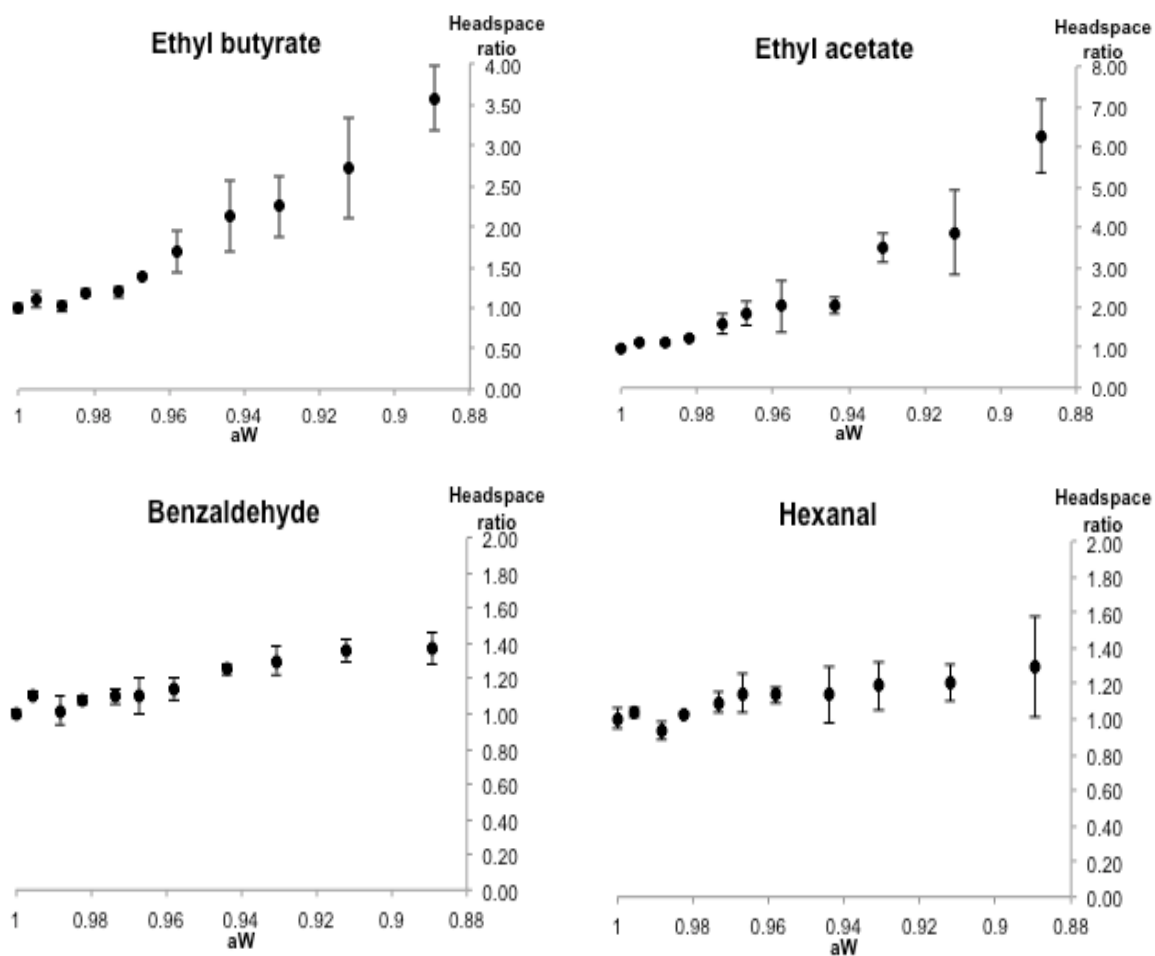 Ethyl butyrate
Headspace
ratio
4.00
3.50
3.00
2.50
2.00
1.50
1.00
0.50
0.00
1 0.98 0.96 0.94 0.92 0.9 0.88
aW
Ethyl acetate
Headspace
ratio
8.00
7.00
6.00
5.00
4.00
3.00
2.00
1.00
0.00
1 0.98 0.96 0.94 0.92 0.9 0.88
aW
Benzaldehyde
Headspace
ratio
2.00
1.80
1.60
1.40
1.20
1.00
0.80
0.60
0.40
0.20
0.00
1 0.98 0.96 0.94 0.92 0.9 0.88
aW
Hexanal
Headspace
ratio
2.00
1.80
1.60
1.40
1.20
1.00
0.80
0.60
0.40
0.20
0.00
1 0.98 0.96 0.94 0.92 0.9 0.88
aW